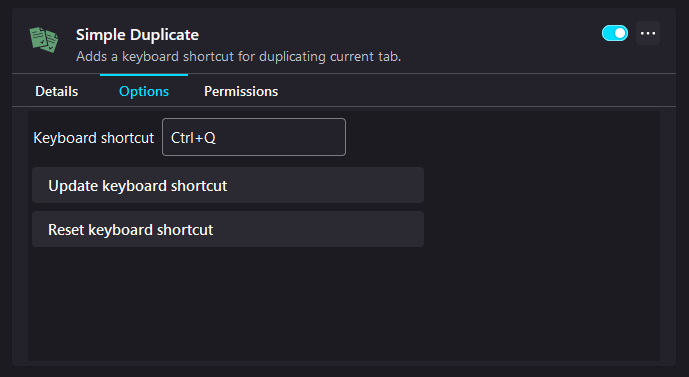 Simple Duplicate
Adds a keyboard shortcut for duplicating current tab.
Details Options Permissions
Keyboard shortcut Ctrl+Q
Update keyboard shortcut
Reset keyboard shortcut